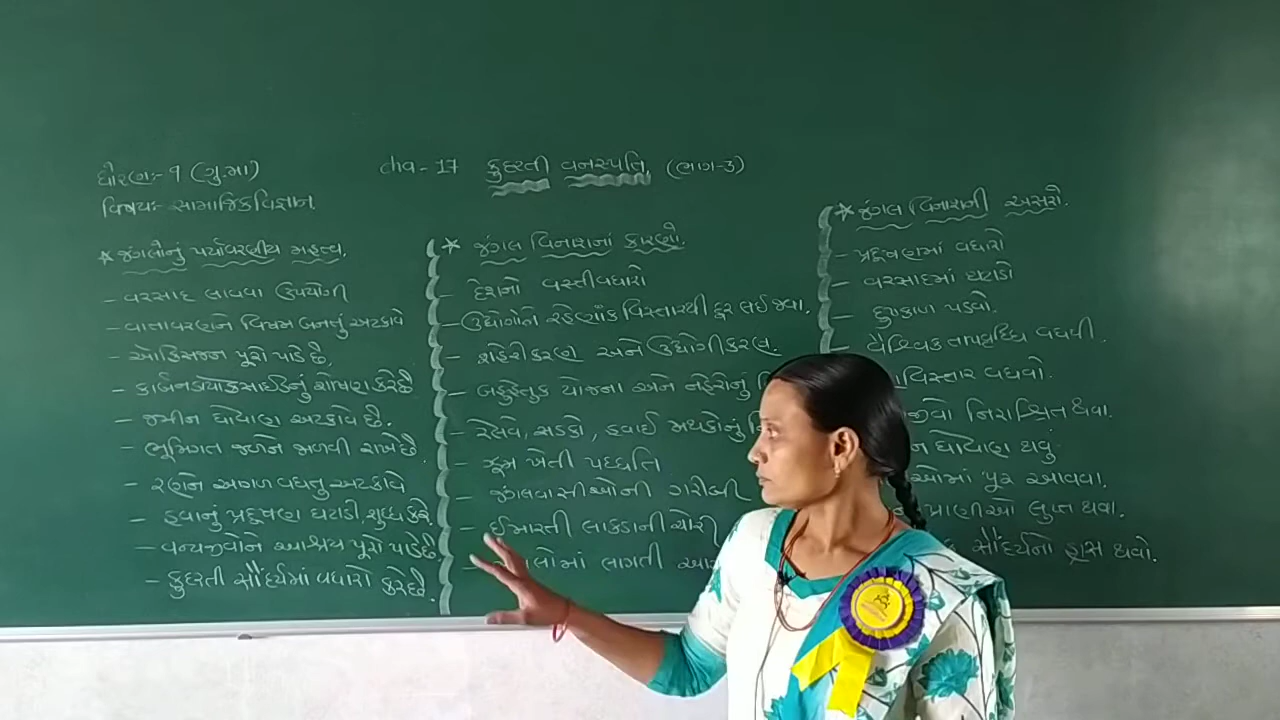 ધોરણ:- ૧ (ગુ.મા)
વિષય:- સામાજિક વિજ્ઞાન.
cha- 17 કુદરતી વનસ્પતિ. (ભાગ-૩)
* જંગલોનું પર્યાવરણીય મહત્વ.
- વરસાદ લાવવા ઉપયોગી
- વાતાવરણને વિષમ બનતું અટકાવે
- ઓક્સિજન પૂરો પાડે છે.
- કાર્બનડાયોક્સાઈડનું શોષણ કરે છે
- જમીન ધોવાણ અટકાવે છે.
- ભૂમિગત જળને જાળવી રાખે છે.
- રણને આગળ વધતુ અટકાવે
- હવાનું પ્રદૂષણ ઘટાડી, શુધ્ધ કરે.
- વન્યજીવોને આશ્રય પૂરો પાડે છે
- કુદરતી સૌંદર્યમાં વધારો કરે છે.
* જંગલ વિનાશનાં કારણો.
- દેશનો વસ્તીવધારો
- ઉદ્યોગોને રહેણાંક વિસ્તારથી દૂર લઈ જવા.
- શહેરીકરણ અને ઉદ્યોગીકરણ.
- બહુહેતુક યોજના અને નહેરોનું
- રેલવે, સડકો, હવાઈ મથકોનું
- ઝૂમ ખેતી પદ્ધતિ
- જંગલવાસીઓની ગરીબી
- ઈમારતી લાકડાની ચોરી
- લોમાં લાગતી
* જંગલ વિનાશની અસરો.
- પ્રદૂષણમાં વધારો
- વરસાદમાં ઘટાડો
- દુષ્કાળ પડવો.
- વૈશ્વિક તાપવૃદ્ધિ વધવી.
વિસ્તાર વધવો.
જીવો નિરાશ્રિત થવા.
ન ધોવાણ થવું
ઓમાં પૂર આવવા.
પ્રાણીઓ લુપ્ત થવા.
સૌંદર્યનો હ્રાસ થવો.